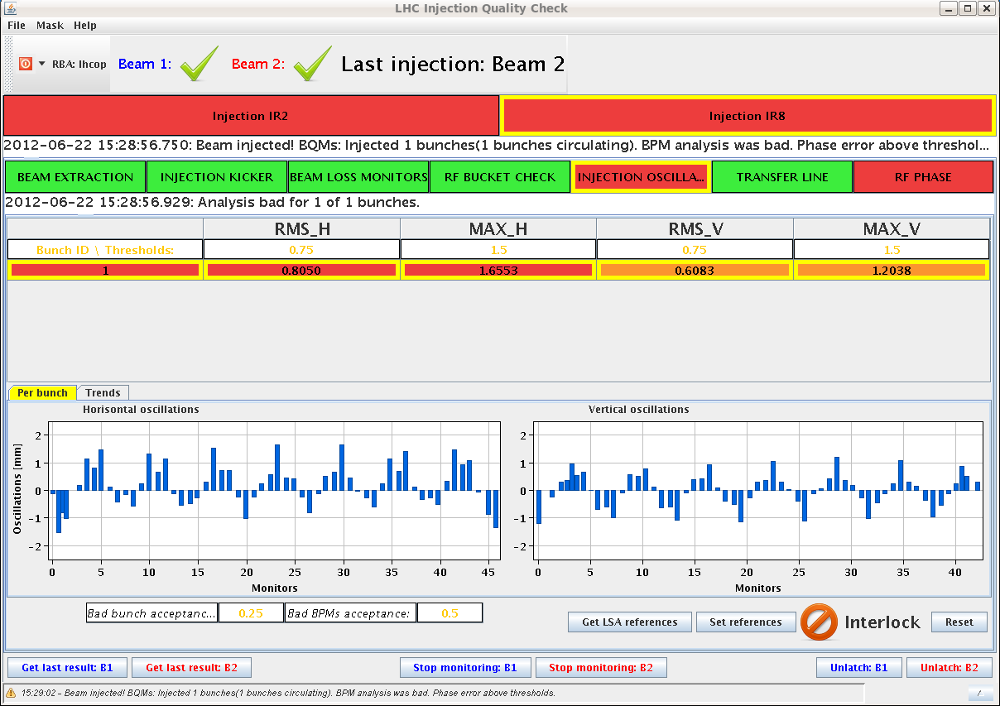 LHC Injection Quality Check
File Mask Help
RBA: lhcop Beam 1: Beam 2: Last injection: Beam 2
Injection IR2 Injection IR8
2012-06-22 15:28:56.750: Beam injected! BQMs: Injected 1 bunches(1 bunches circulating). BPM analysis was bad. Phase error above threshol...
BEAM EXTRACTION INJECTION KICKER BEAM LOSS MONITORS RF BUCKET CHECK INJECTION OSCILLA... TRANSFER LINE RF PHASE
2012-06-22 15:28:56.929: Analysis bad for 1 of 1 bunches.
RMS_H MAX_H RMS_V MAX_V
Bunch ID \ Thresholds: 0.75 1.5 0.75 1.5
1 0.8050 1.6553 0.6083 1.2038
Per bunch Trends
Horisontal oscillations Vertical oscillations
Oscillations [mm]
2 2
1 1
0 0
-1 -1
-2 -2
0 5 10 15 20 25 30 35 40 45 0 5 10 15 20 25 30 35 40
Monitors Monitors
Bad bunch acceptanc... 0.25 Bad BPMs acceptance: 0.5
Get LSA references Set references Interlock Reset
Get last result: B1 Get last result: B2 Stop monitoring: B1 Stop monitoring: B2 Unlatch: B1 Unlatch: B2
15:29:02 - Beam injected! BQMs: Injected 1 bunches(1 bunches circulating). BPM analysis was bad. Phase error above thresholds.